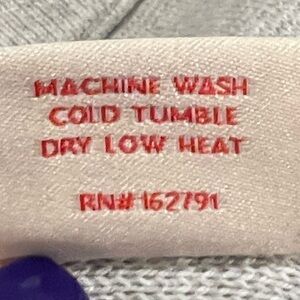 MACHINE WASH
COLD TUMBLE
DRY LOW HEAT
RN# 162791